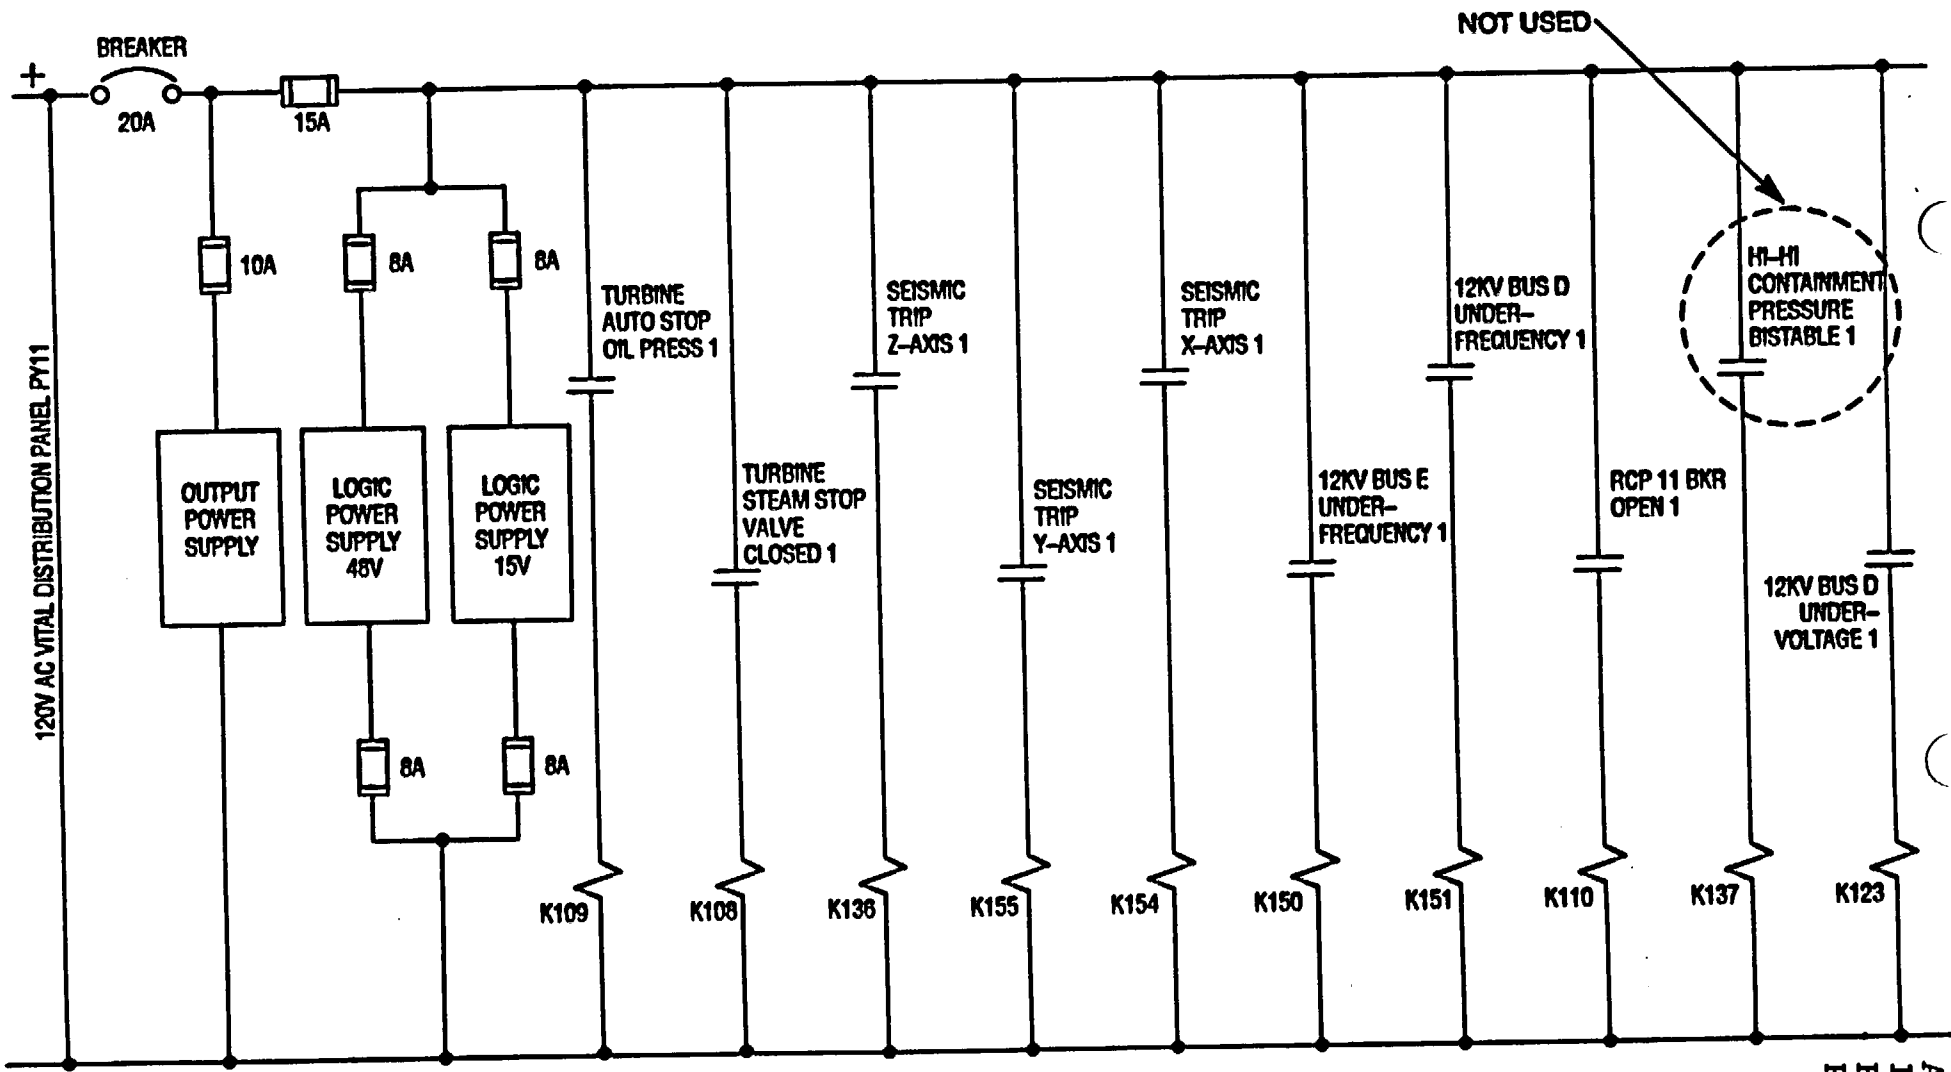 NOT USED
+
BREAKER
20A
15A
10A
8A
8A
120V AC VITAL DISTRIBUTION PANEL PY11
OUTPUT
POWER
SUPPLY
LOGIC
POWER
SUPPLY
48V
LOGIC
POWER
SUPPLY
15V
8A
8A
TURBINE
AUTO STOP
OIL PRESS 1
K109
TURBINE
STEAM STOP
VALVE
CLOSED 1
K108
SEISMIC
TRIP
Z-AXIS 1
K136
SEISMIC
TRIP
Y-AXIS 1
K155
SEISMIC
TRIP
X-AXIS 1
K154
12KV BUS E
UNDER-
FREQUENCY 1
K150
12KV BUS D
UNDER-
FREQUENCY 1
K151
RCP 11 BKR
OPEN 1
K110
HI-HI
CONTAINMENT
PRESSURE
BISTABLE 1
K137
12KV BUS D
UNDER-
VOLTAGE 1
K123